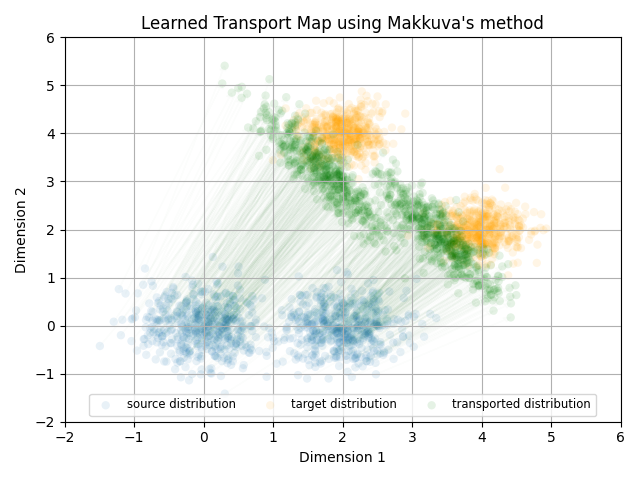 Learned Transport Map using Makkuva's method
6
5
4
3
2
1
0
−1
−2
Dimension 2
source distribution target distribution transported distribution
−2 −1 0 1 2 3 4 5 6
Dimension 1